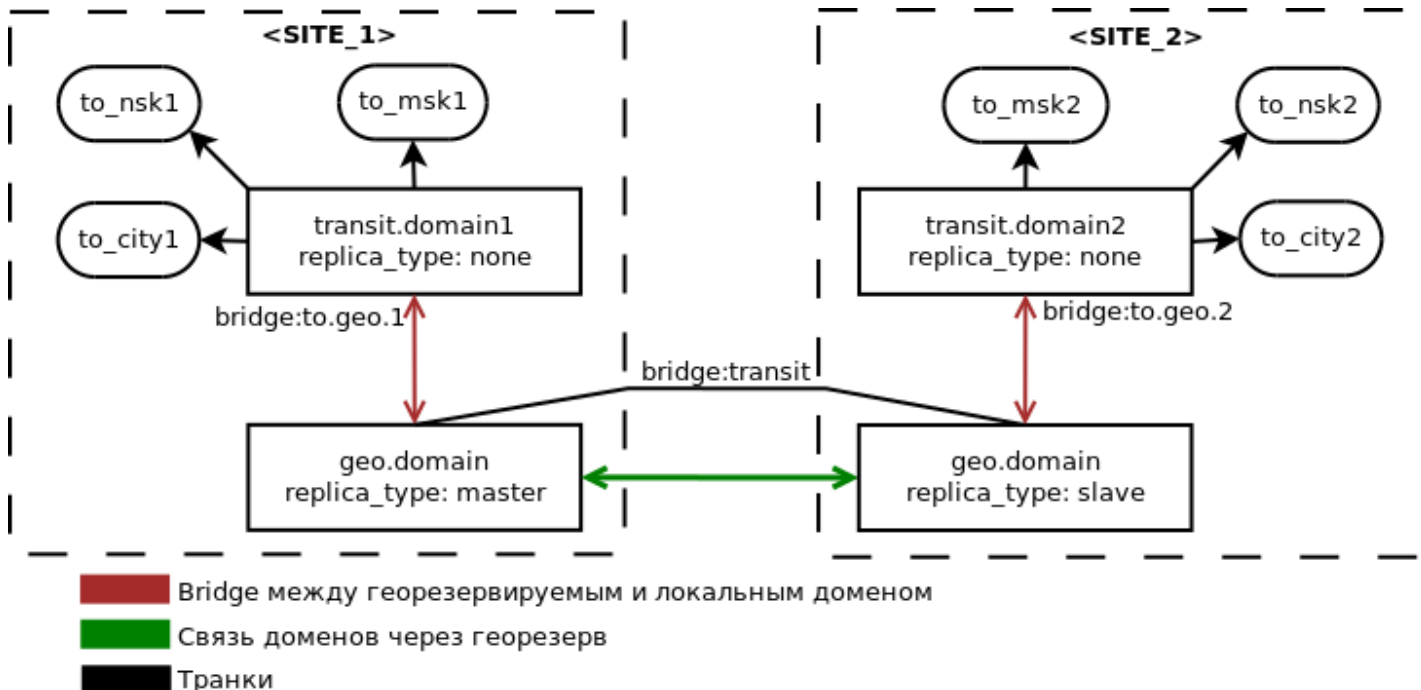 <SITE_1>
to_nsk1
to_msk1
to_city1
transit.domain1
replica_type: none
bridge:to.geo.1
geo.domain
replica_type: master
bridge:transit
<SITE_2>
to_msk2
to_nsk2
to_city2
transit.domain2
replica_type: none
bridge:to.geo.2
geo.domain
replica_type: slave
Bridge между георезервируемым и локальным доменом
Связь доменов через георезерв
Транки